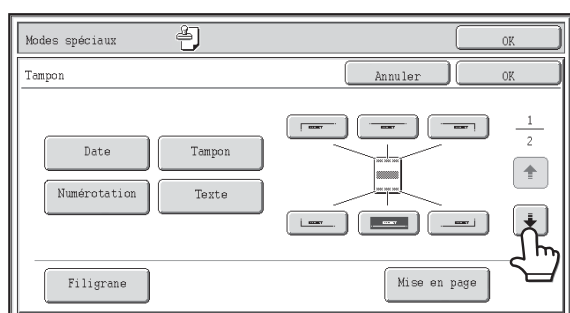 Modes spéciaux OK
Tampon Annuler OK
1
2
Date Tampon
Numérotation Texte
Filigrane Mise en page